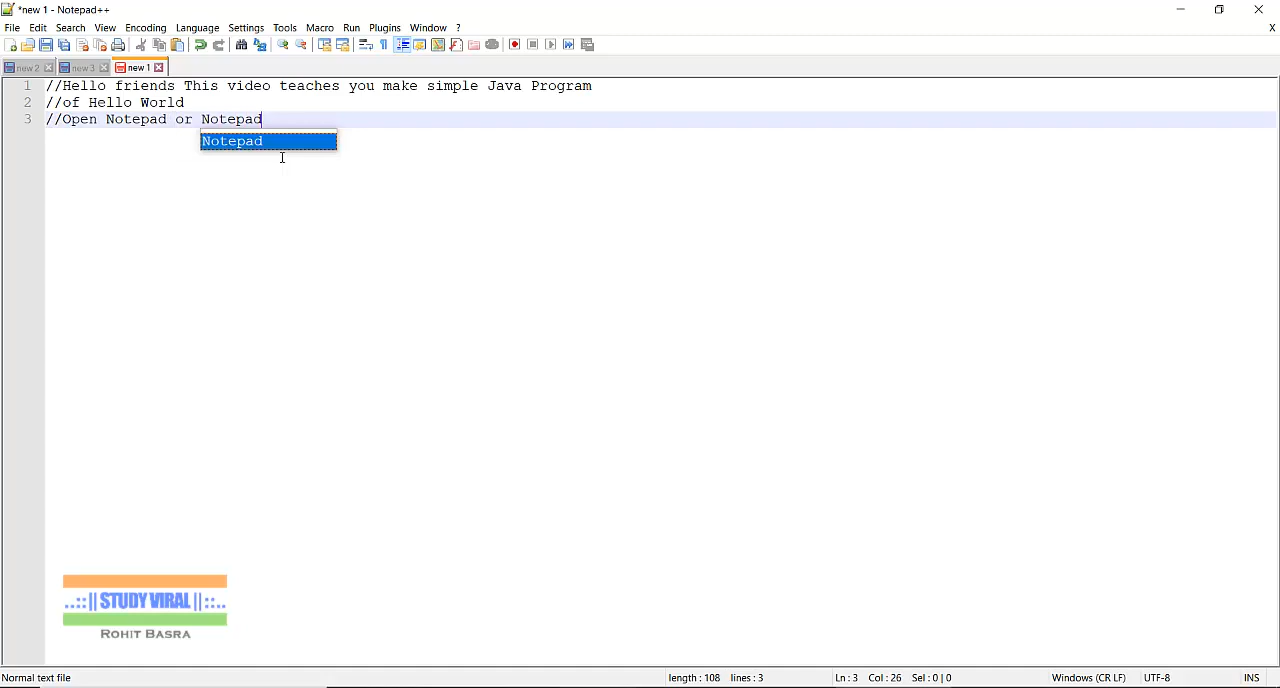 *new 1 - Notepad++
File Edit Search View Encoding Language Settings Tools Macro Run Plugins Window ? X
new 2 new 3 new 1
1 //Hello friends This video teaches you make simple Java Program
2 //of Hello World
3 //Open Notepad or Notepad
Notepad
..::|| STUDY VIRAL ||::..
ROHIT BASRA
Normal text file length : 108 lines : 3 Ln : 3 Col : 26 Sel : 0 | 0 Windows (CR LF) UTF-8 INS